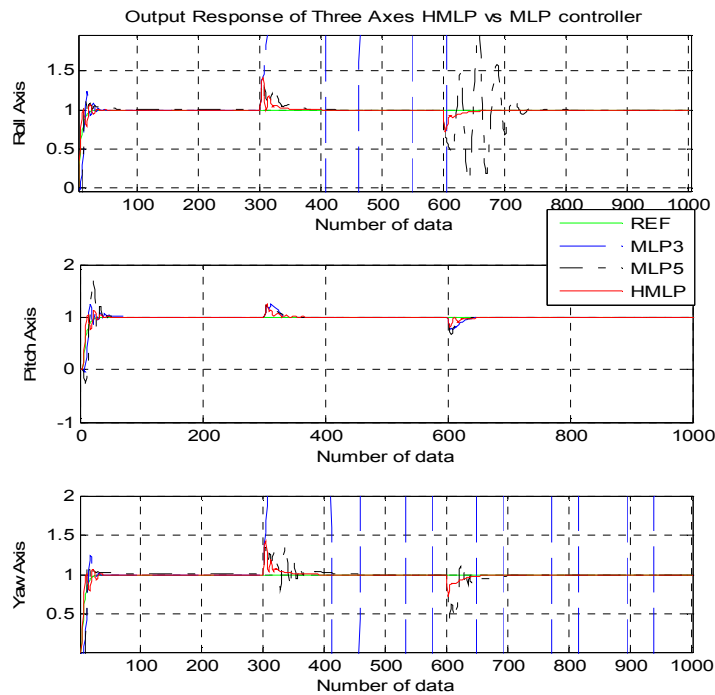 Output Response of Three Axes HMLP vs MLP controller
Roll Axis
1.5
1
0.5
0
100 200 300 400 500 600 700 800 900 1000
Number of data
REF
MLP3
MLP5
HMLP
Pitch Axis
2
1
0
-1
0 200 400 600 800 1000
Number of data
Yaw Axis
2
1.5
1
0.5
100 200 300 400 500 600 700 800 900 1000
Number of data